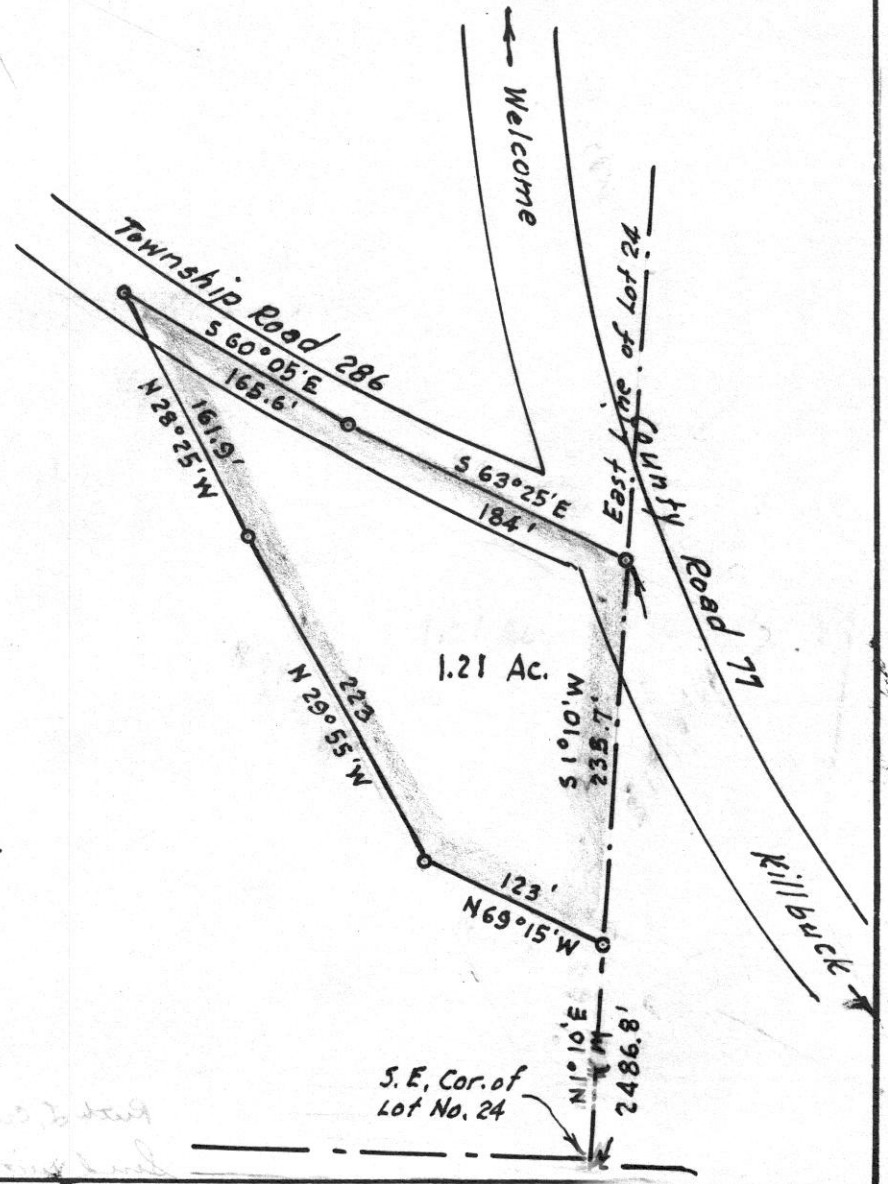 ← Welcome
East Line of Lot 24
County Road 77
Township Road 286
S 60°05'E
165.6'
S 63°25'E
184'
161.9'
N 28°25'W
1.21 Ac.
S 1°10'W
223
N 29°55'W
123'
N 69°15'W
Killbuck
N 1°10'E
2486.8'
S.E. Cor. of
Lot No. 24